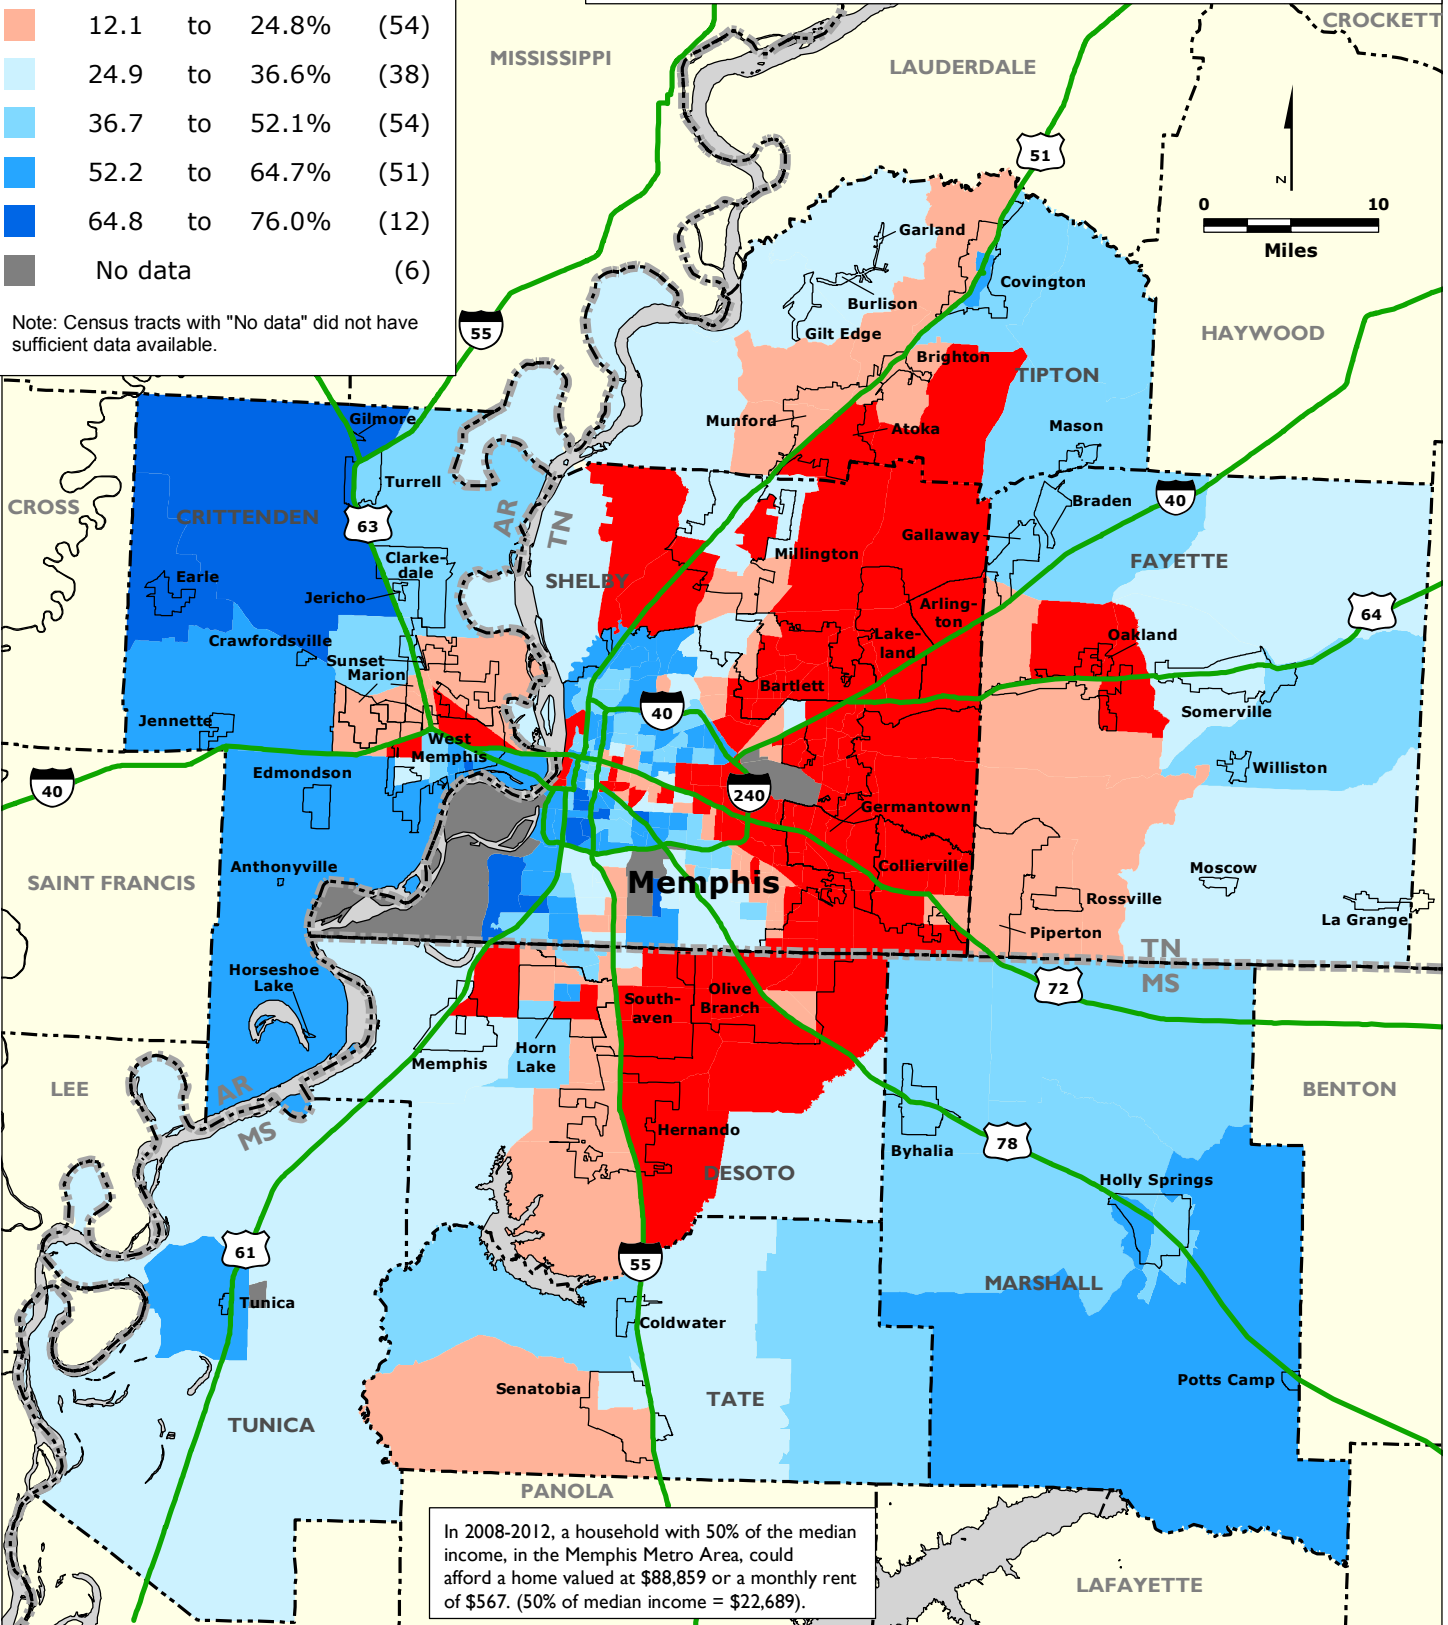 12.1 to 24.8% (54)
24.9 to 36.6% (38)
36.7 to 52.1% (54)
52.2 to 64.7% (51)
64.8 to 76.0% (12)
No data (6)
Note: Census tracts with "No data" did not have
sufficient data available.
MISSISSIPPI
LAUDERDALE
CROCKETT
51
N
0 10
Miles
Garland
Covington
Burlison
Gilt Edge
55
HAYWOOD
Brighton
TIPTON
Gilmore
Munford
Atoka
Mason
Turrell
CROSS
CRITTENDEN
63
AR
TN
Braden
40
Gallaway
Millington
FAYETTE
Clarke-
dale
Earle
Jericho
SHELBY
Arling-
ton
64
Oakland
Lake-
land
Crawfordsville
Sunset
Marion
Bartlett
Jennette
40
Somerville
West
Memphis
Edmondson
Williston
40
240
Germantown
Anthonyville
Collierville
Moscow
SAINT FRANCIS
Memphis
Rossville
La Grange
Piperton
TN
MS
Horseshoe
Lake
72
South-
aven
Olive
Branch
Horn
Lake
Memphis
LEE
AR
MS
BENTON
Hernando
Byhalia
78
DESOTO
Holly Springs
61
55
MARSHALL
Tunica
Coldwater
Senatobia
TATE
Potts Camp
TUNICA
PANOLA
In 2008-2012, a household with 50% of the median
income, in the Memphis Metro Area, could
afford a home valued at $88,859 or a monthly rent
of $567. (50% of median income = $22,689).
LAFAYETTE